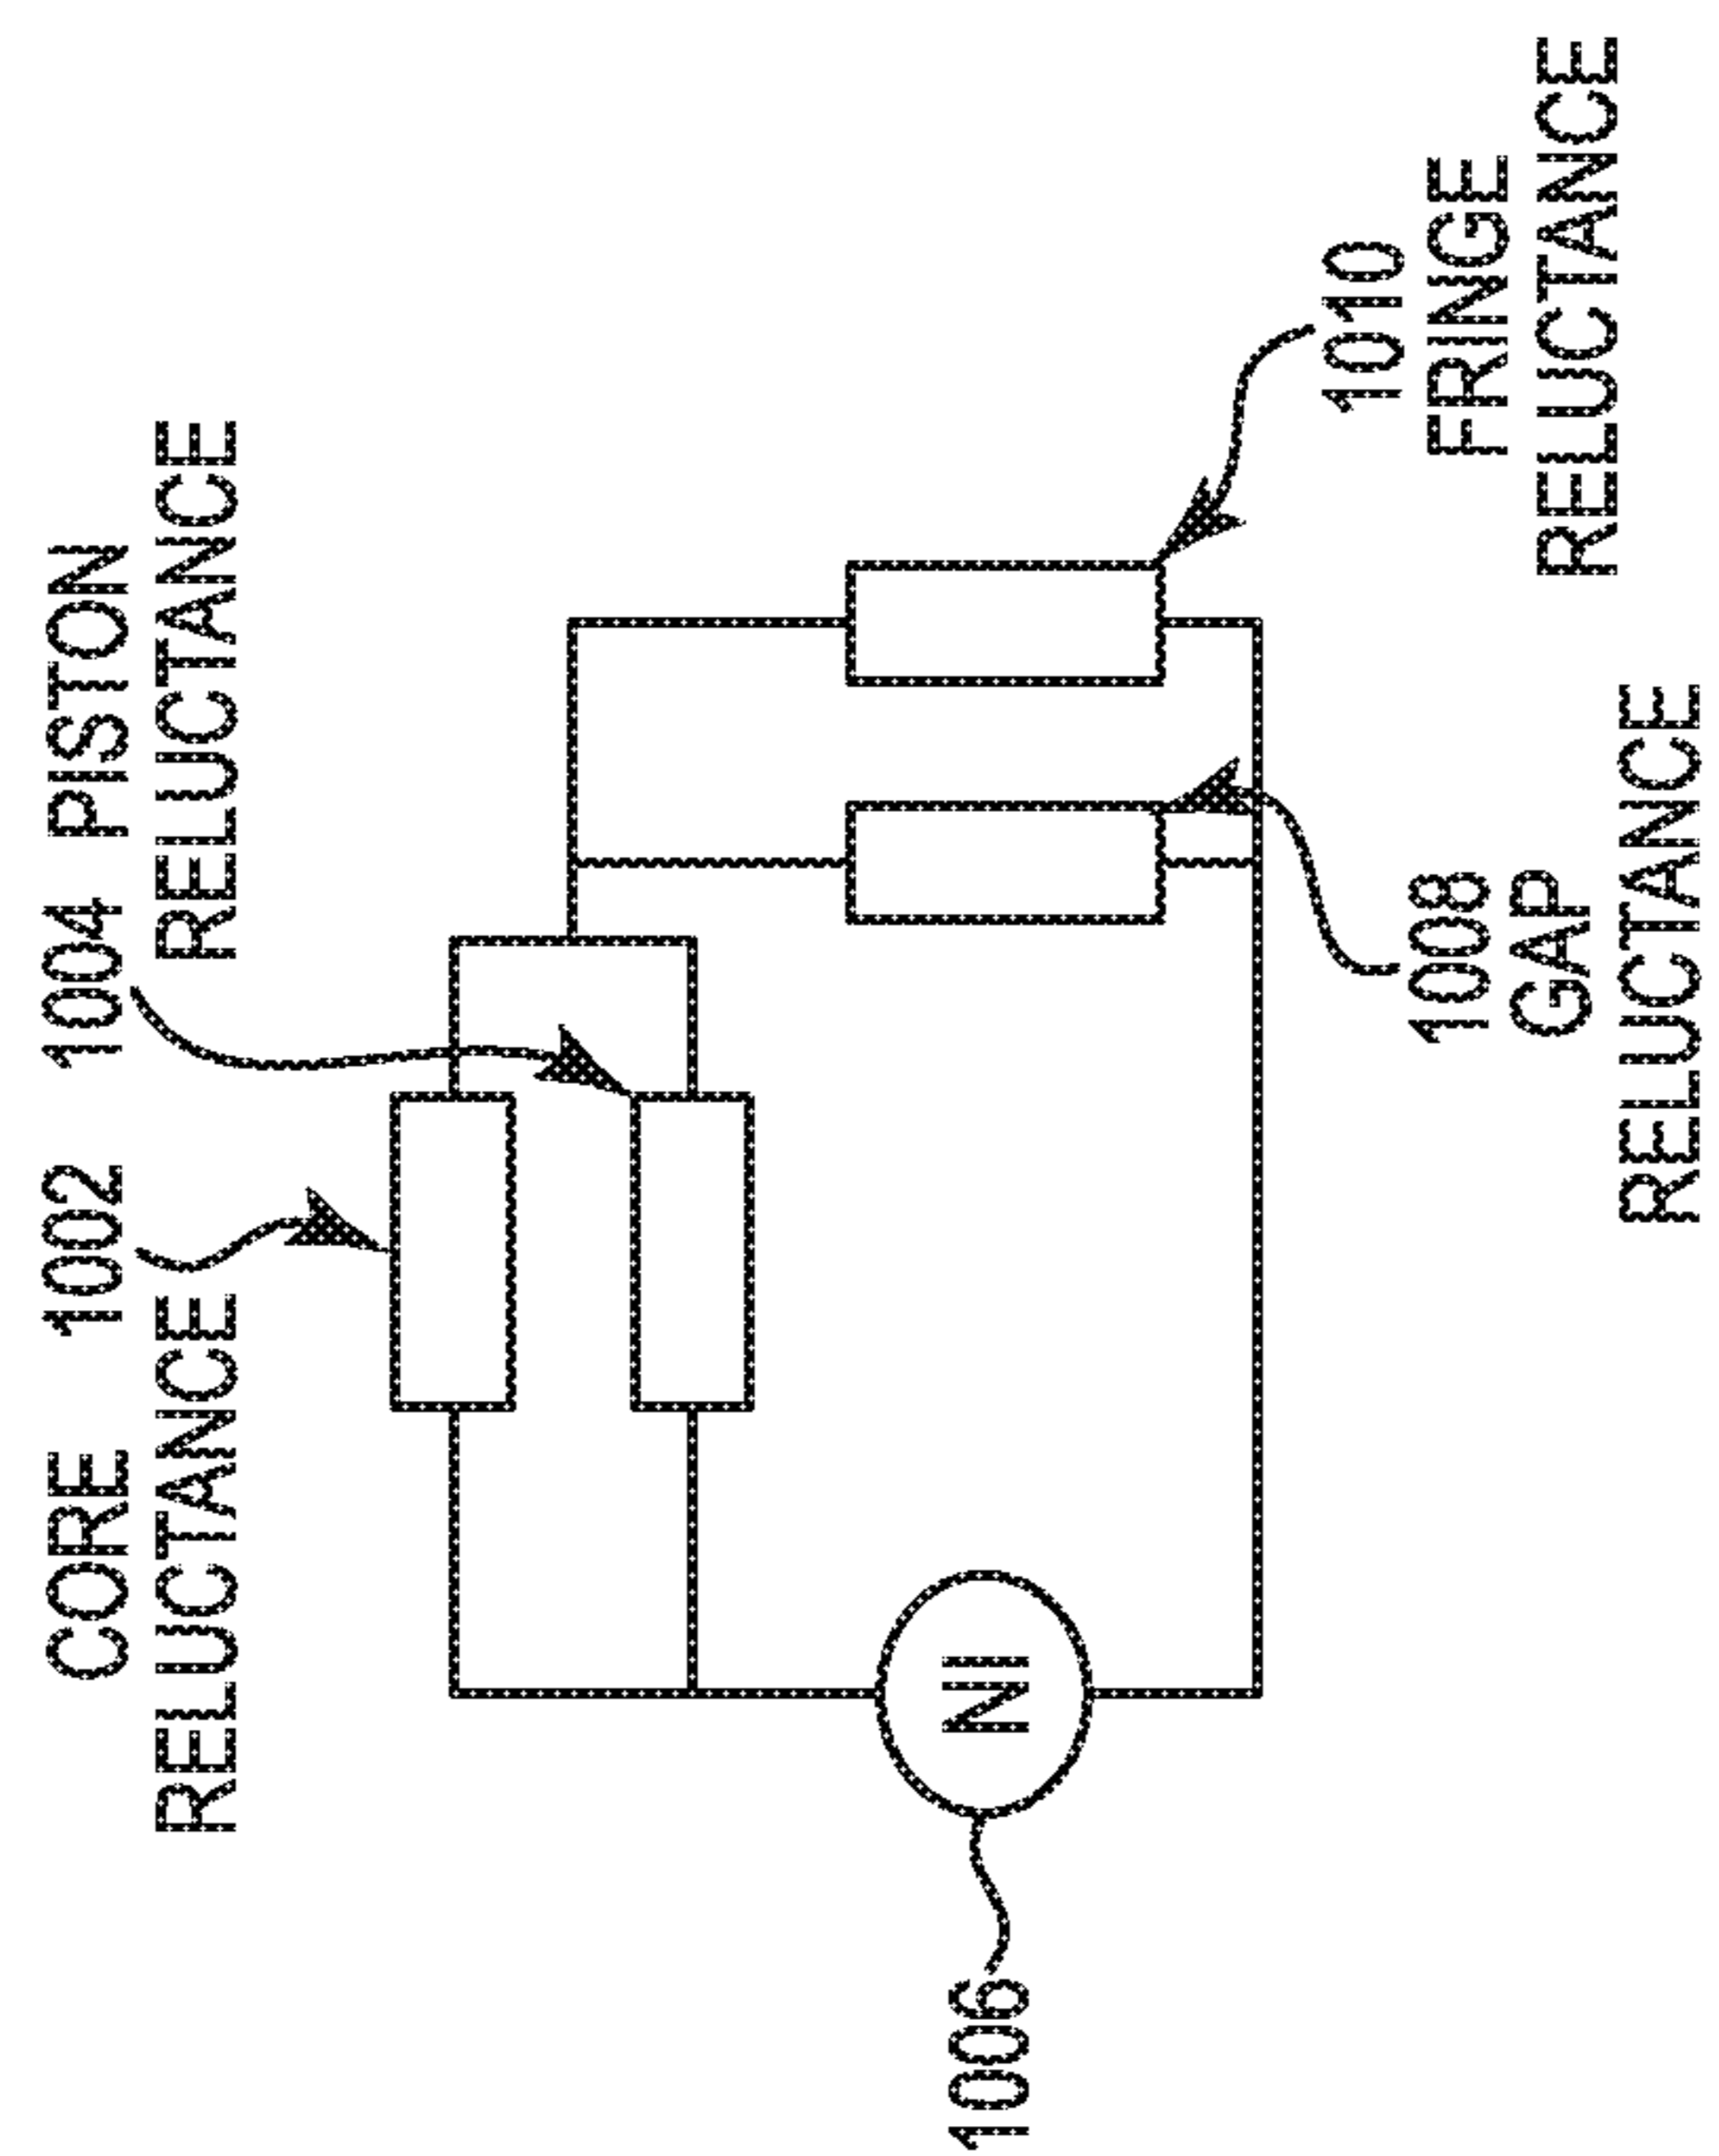 CORE 1002
RELUCTANCE
1004 PISTON
RELUCTANCE
1006
NI
1008
GAP
RELUCTANCE
1010
FRINGE
RELUCTANCE